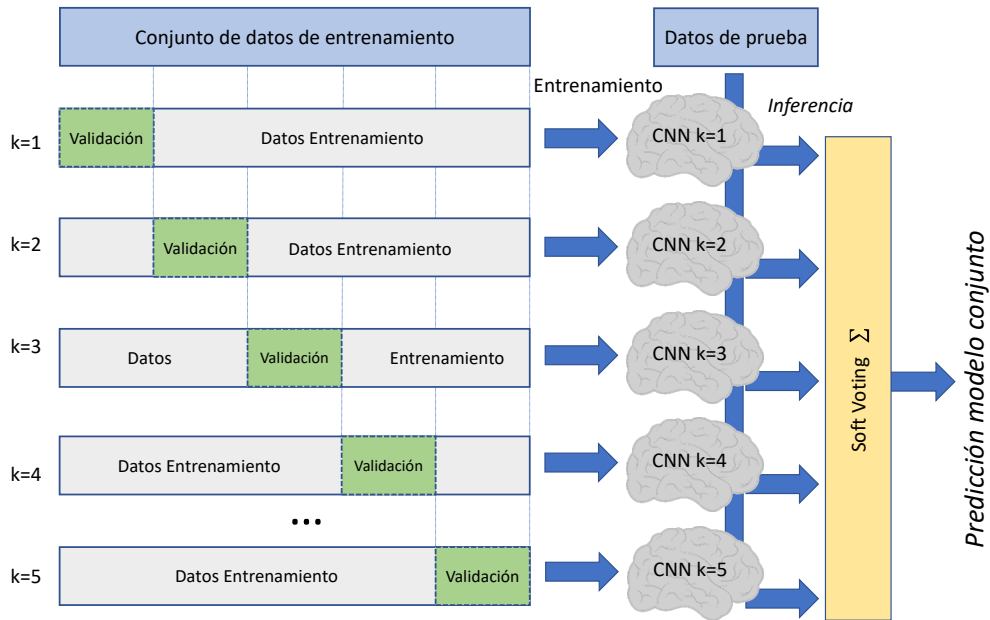 Conjunto de datos de entrenamiento
Datos de prueba
Entrenamiento
Inferencia
k=1
Validación
Datos Entrenamiento
CNN k=1
k=2
Validación
Datos Entrenamiento
CNN k=2
k=3
Datos
Validación
Entrenamiento
CNN k=3
k=4
Datos Entrenamiento
Validación
CNN k=4
...
k=5
Datos Entrenamiento
Validación
CNN k=5
Soft Voting Σ
Predicción modelo conjunto